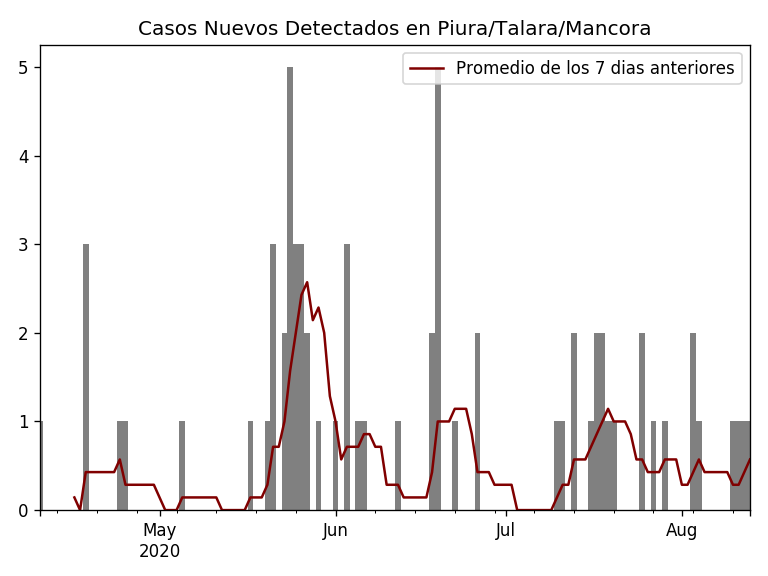 Casos Nuevos Detectados en Piura/Talara/Mancora
Promedio de los 7 dias anteriores
5
4
3
2
1
0
May
2020
Jun
Jul
Aug